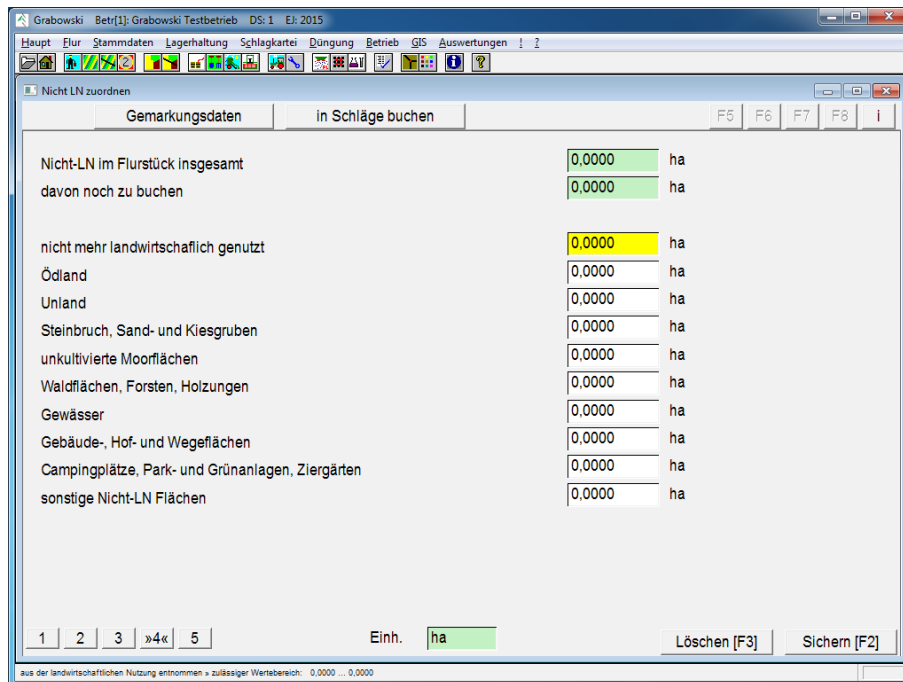 Grabowski Betr[1]: Grabowski Testbetrieb DS: 1 EJ: 2015
Haupt Flur Stammdaten Lagerhaltung Schlagkartei Düngung Betrieb GIS Auswertungen ! ?
Nicht LN zuordnen
Gemarkungsdaten in Schläge buchen F5 F6 F7 F8 i
Nicht-LN im Flurstück insgesamt 0,0000 ha
davon noch zu buchen 0,0000 ha
nicht mehr landwirtschaflich genutzt 0,0000 ha
Ödland 0,0000 ha
Unland 0,0000 ha
Steinbruch, Sand- und Kiesgruben 0,0000 ha
unkultivierte Moorflächen 0,0000 ha
Waldflächen, Forsten, Holzungen 0,0000 ha
Gewässer 0,0000 ha
Gebäude-, Hof- und Wegeflächen 0,0000 ha
Campingplätze, Park- und Grünanlagen, Ziergärten 0,0000 ha
sonstige Nicht-LN Flächen 0,0000 ha
1 2 3 »4« 5 Einh. ha Löschen [F3] Sichern [F2]
aus der landwirtschaftlichen Nutzung entnommen » zulässiger Wertebereich: 0,0000 ... 0,0000